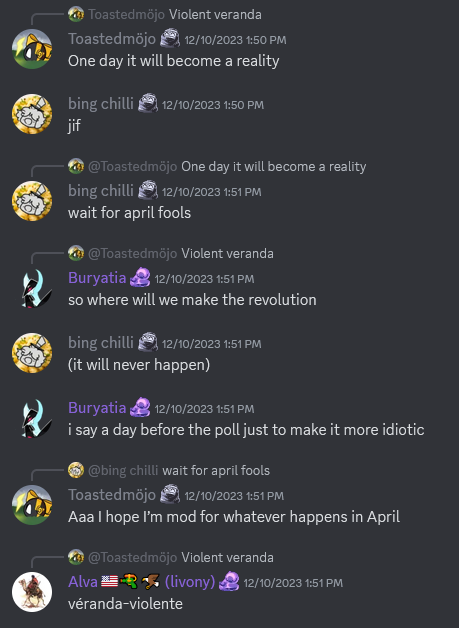 Toastedmöjo Violent veranda
Toastedmöjo 12/10/2023 1:50 PM
One day it will become a reality
bing chilli 12/10/2023 1:50 PM
jif
@Toastedmöjo One day it will become a reality
bing chilli 12/10/2023 1:51 PM
wait for april fools
@Toastedmöjo Violent veranda
Buryatia 12/10/2023 1:51 PM
so where will we make the revolution
bing chilli 12/10/2023 1:51 PM
(it will never happen)
Buryatia 12/10/2023 1:51 PM
i say a day before the poll just to make it more idiotic
@bing chilli wait for april fools
Toastedmöjo 12/10/2023 1:51 PM
Aaa I hope I'm mod for whatever happens in April
@Toastedmöjo Violent veranda
Alva (livony) 12/10/2023 1:51 PM
véranda-violente